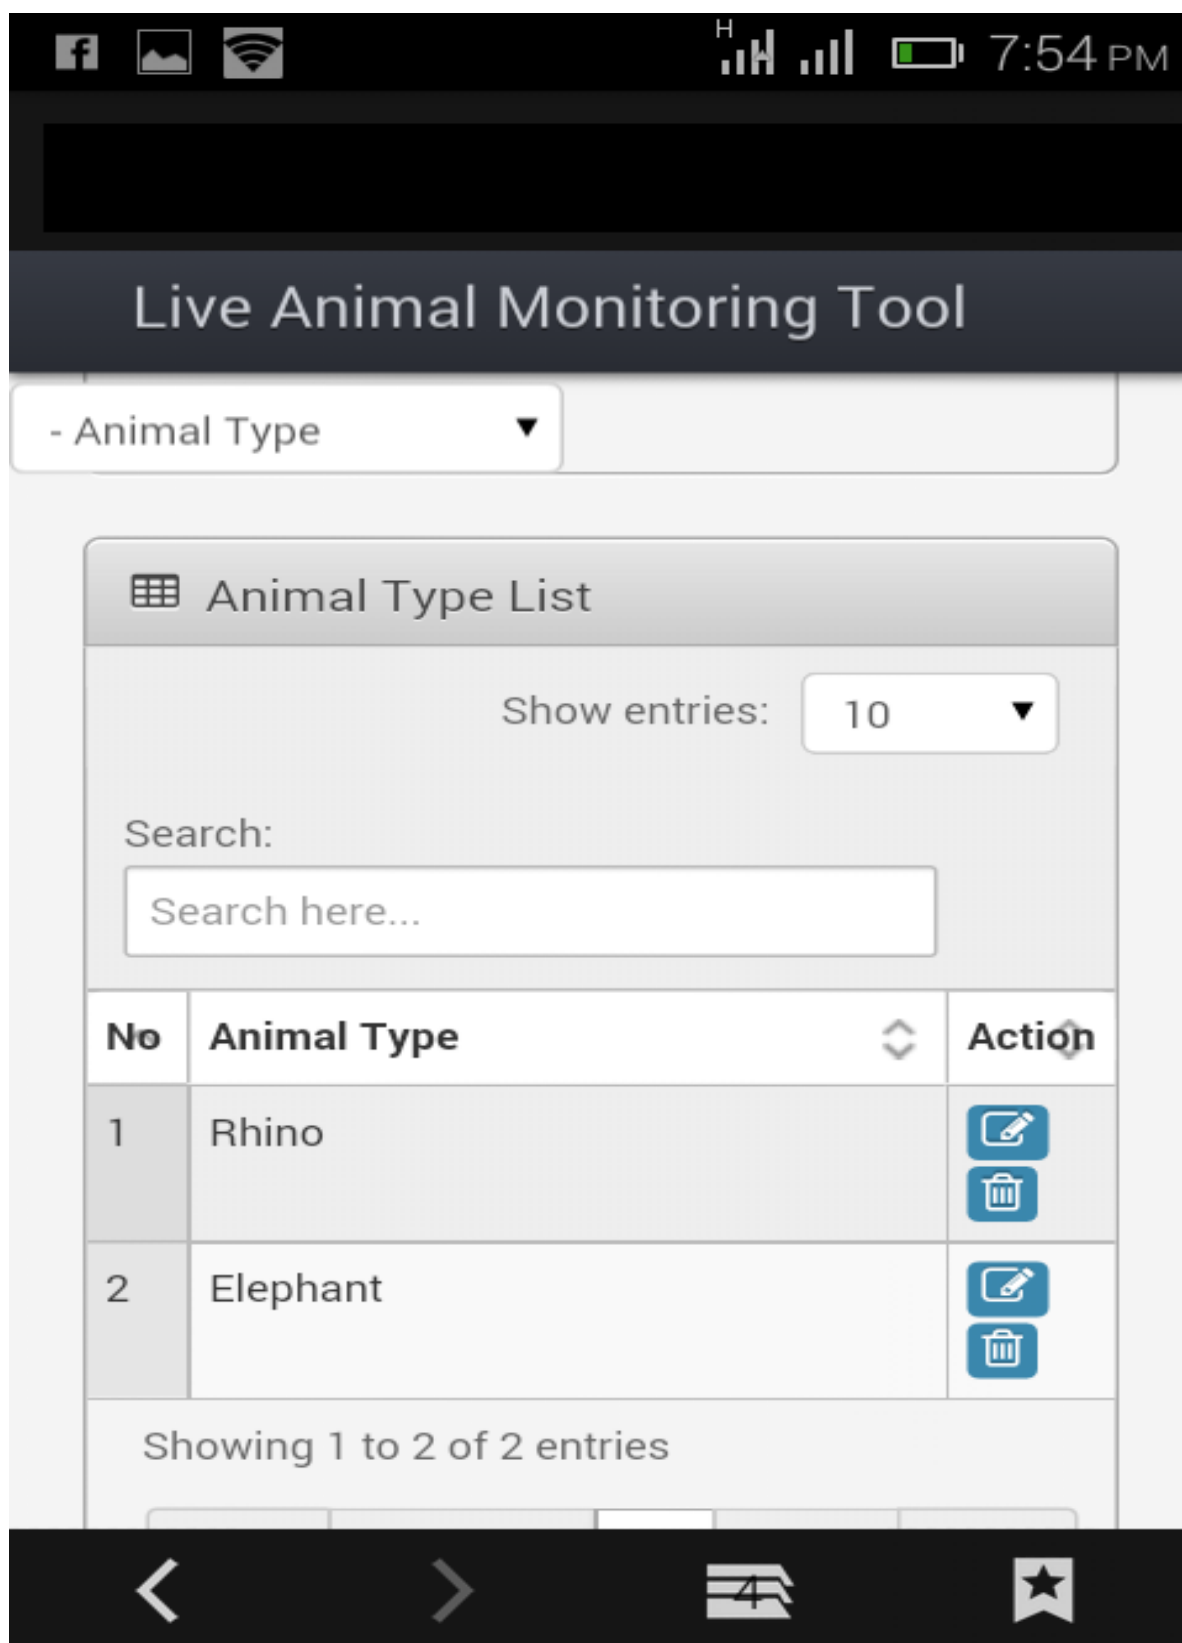 H
7:54 PM
Live Animal Monitoring Tool
- Animal Type
Animal Type List
Show entries: 10
Search:
Search here...
No Animal Type Action
1 Rhino
2 Elephant
Showing 1 to 2 of 2 entries
4